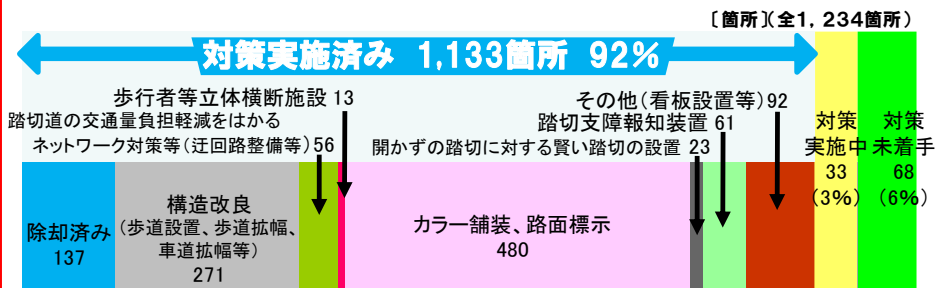 ［箇所］（全1，234箇所）
対策実施済み 1,133箇所 92%
歩行者等立体横断施設 13
踏切道の交通量負担軽減をはかる
ネットワーク対策等（迂回路整備等）56
その他（看板設置等）92
踏切支障報知装置 61
開かずの踏切に対する賢い踏切の設置 23
除却済み
137
構造改良
（歩道設置、歩道拡幅、
車道拡幅等）
271
カラー舗装、路面標示
480
対策
実施中
33
（3%）
対策
未着手
68
（6%）